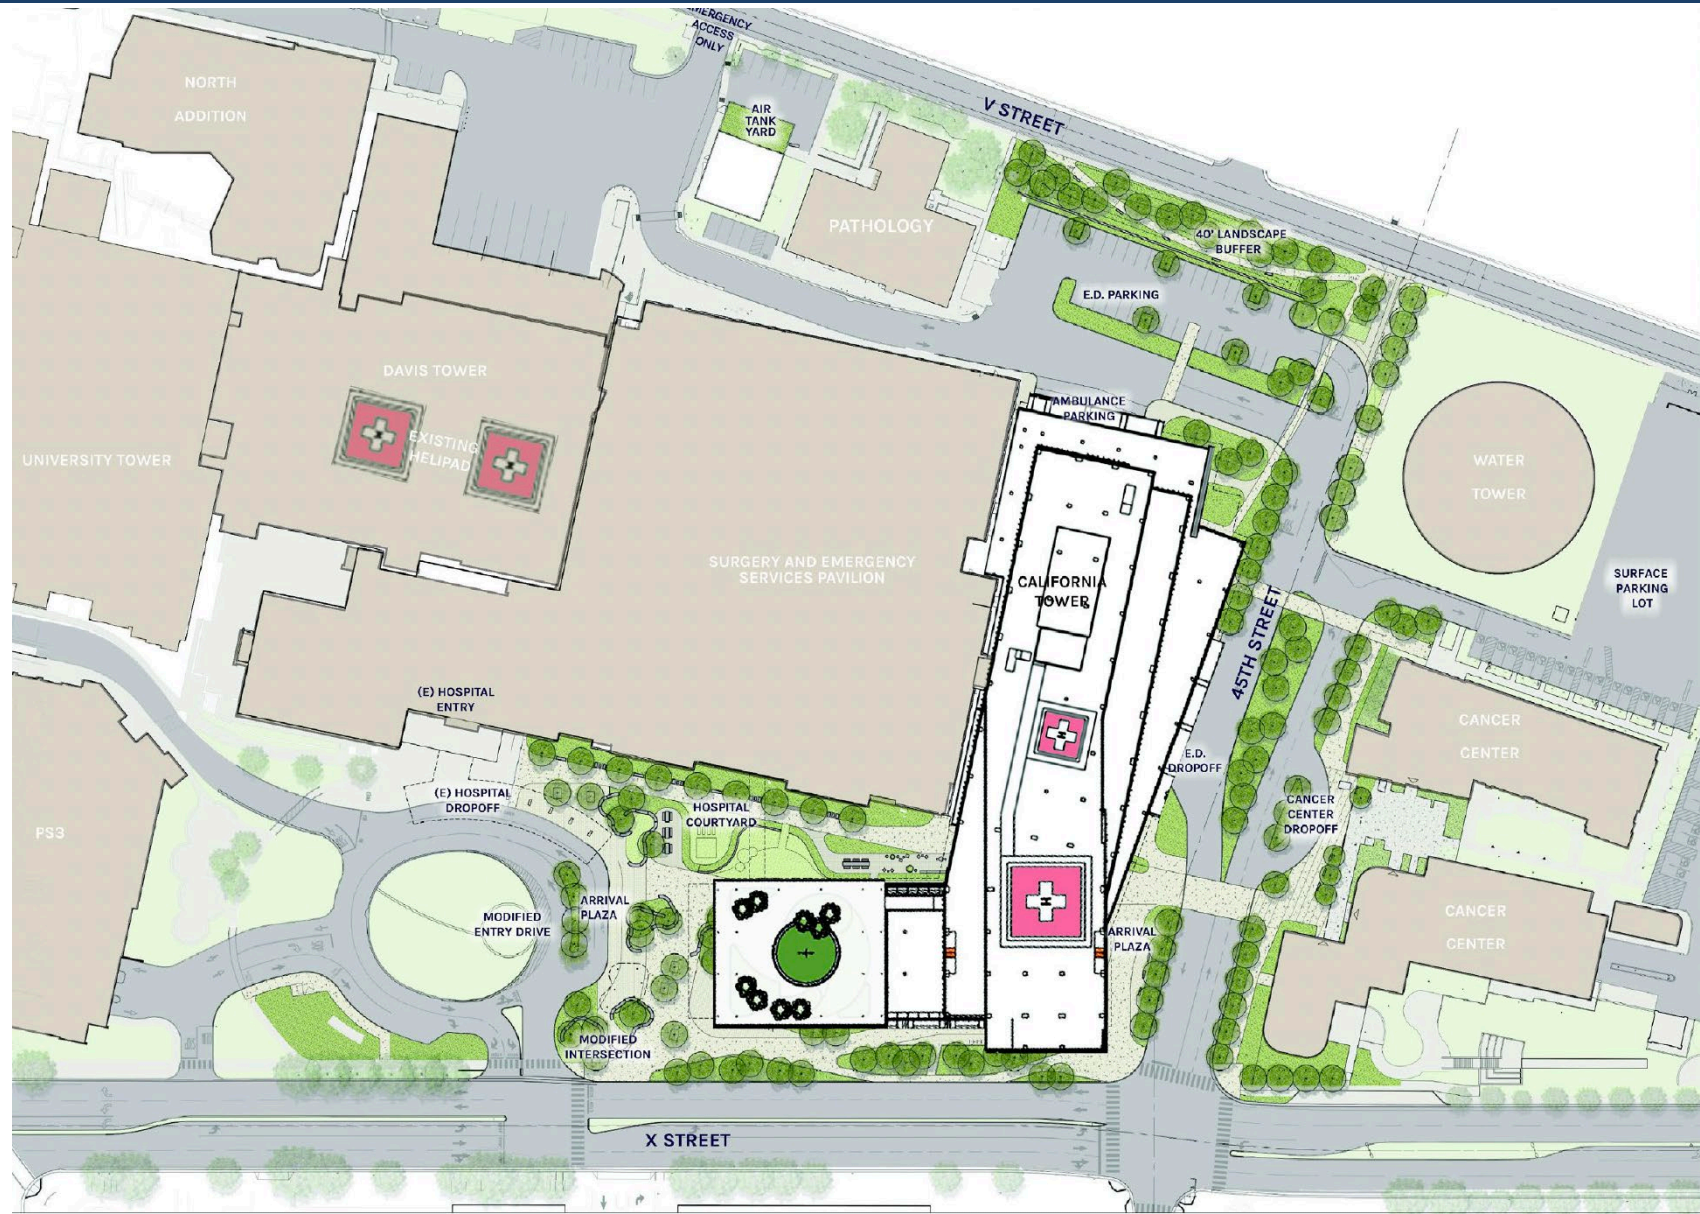 EMERGENCY
ACCESS
ONLY
NORTH
ADDITION
AIR
TANK
YARD
V STREET
PATHOLOGY
40' LANDSCAPE
BUFFER
E.D. PARKING
DAVIS TOWER
EXISTING
HELIPAD
UNIVERSITY TOWER
AMBULANCE
PARKING
WATER
TOWER
SURGERY AND EMERGENCY
SERVICES PAVILION
CALIFORNIA
TOWER
SURFACE
PARKING
LOT
45TH STREET
(E) HOSPITAL
ENTRY
CANCER
CENTER
E.D.
DROPOFF
(E) HOSPITAL
DROPOFF
HOSPITAL
COURTYARD
CANCER
CENTER
DROPOFF
PS3
MODIFIED
ENTRY DRIVE
ARRIVAL
PLAZA
H
H
ARRIVAL
PLAZA
CANCER
CENTER
MODIFIED
INTERSECTION
X STREET